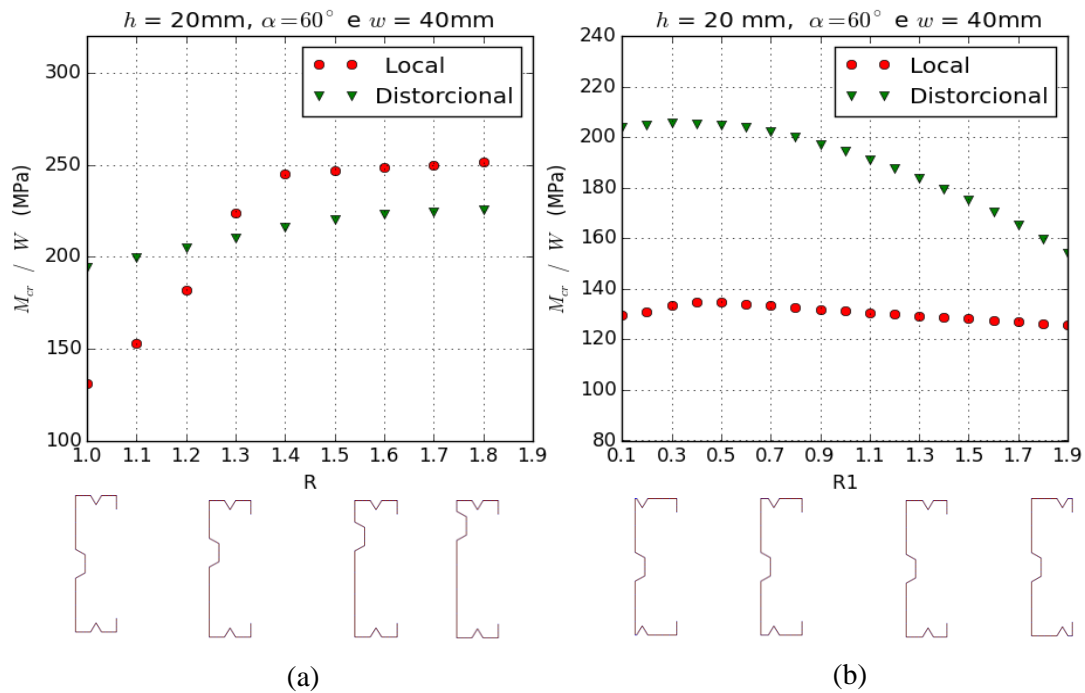 h = 20mm, α=60° e w = 40mm
300
250
200
150
100
M_cr / W (MPa)
Local
Distorcional
1.0 1.1 1.2 1.3 1.4 1.5 1.6 1.7 1.8 1.9
R
(a)
h = 20 mm, α=60° e w = 40mm
240
220
200
180
160
140
120
100
80
M_cr / W (MPa)
Local
Distorcional
0.1 0.3 0.5 0.7 0.9 1.1 1.3 1.5 1.7 1.9
R1
(b)